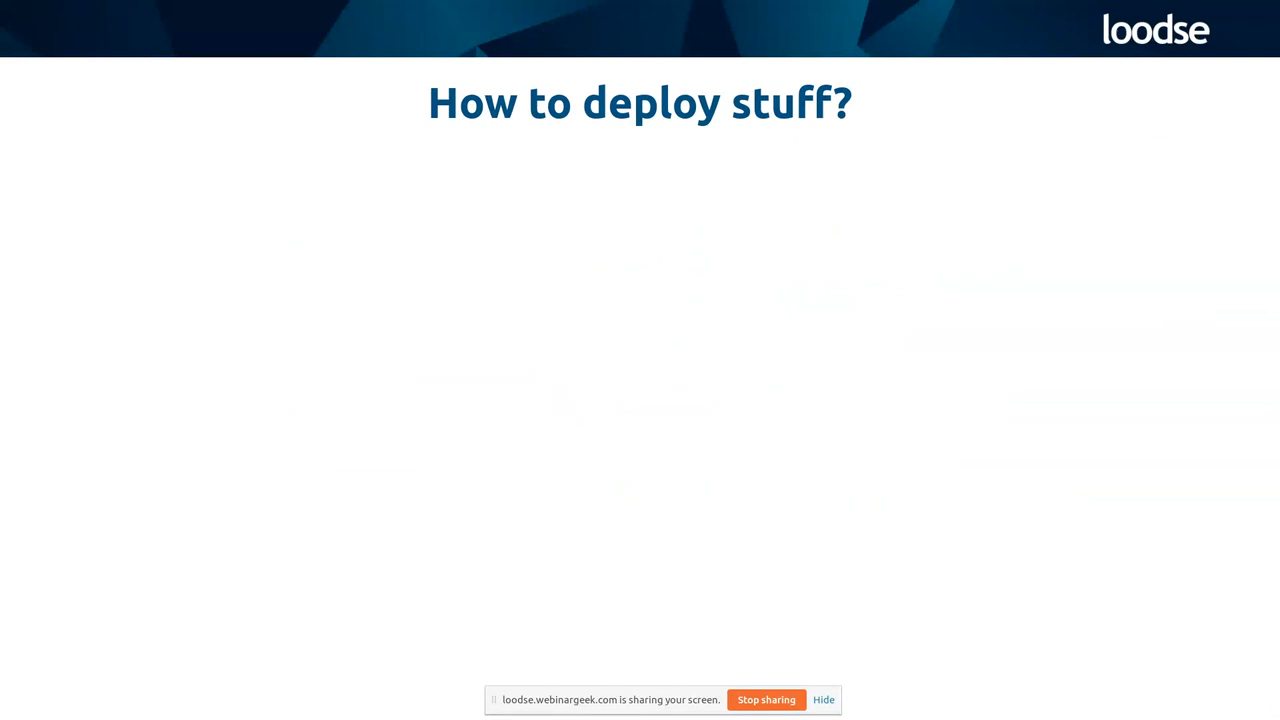 loodse
How to deploy stuff?
loodse.webinargeek.com is sharing your screen. Stop sharing Hide